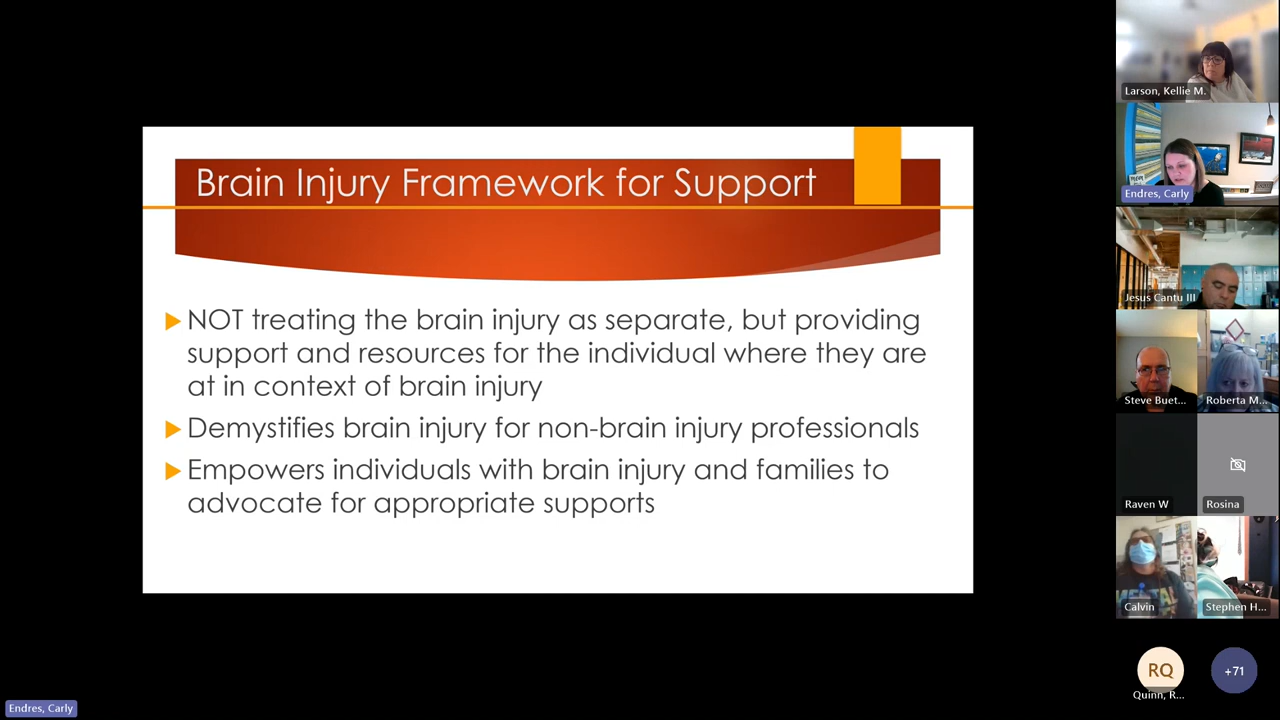 Brain Injury Framework for Support
NOT treating the brain injury as separate, but providing
support and resources for the individual where they are
at in context of brain injury
Demystifies brain injury for non-brain injury professionals
Empowers individuals with brain injury and families to
advocate for appropriate supports
Larson, Kellie M.
Endres, Carly
Jesus Cantu III
Steve Buet...
Roberta M...
Raven W
Rosina
Calvin
Stephen H...
RQ
Quinn, R...
+71
Endres, Carly